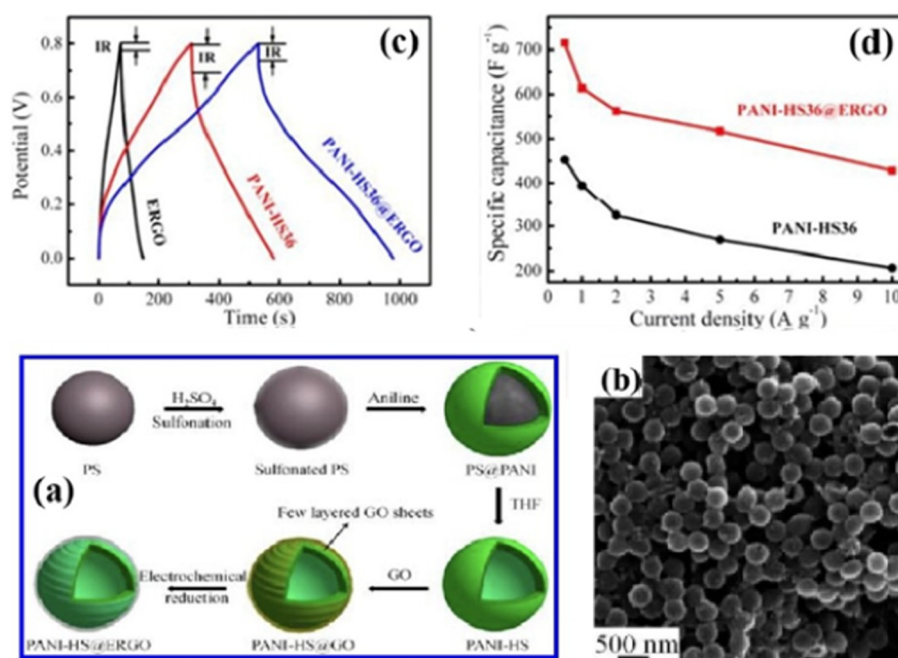 (c)
0.8
0.6
0.4
0.2
0.0
Potential (V)
IR
IR
IR
ERGO
PANI-HS36
PANI-HS36@ERGO
0 200 400 600 800 1000
Time (s)
(d)
700
600
500
400
300
200
Specific capacitance (F g⁻¹)
PANI-HS36@ERGO
PANI-HS36
0 1 2 3 4 5 6 7 8 9 10
Current density (A g⁻¹)
(a)
H₂SO₄
Sulfonation
Aniline
PS
Sulfonated PS
PS@PANI
THF
Few layered GO sheets
Electrochemical
reduction
GO
PANI-HS@ERGO
PANI-HS@GO
PANI-HS
(b)
500 nm